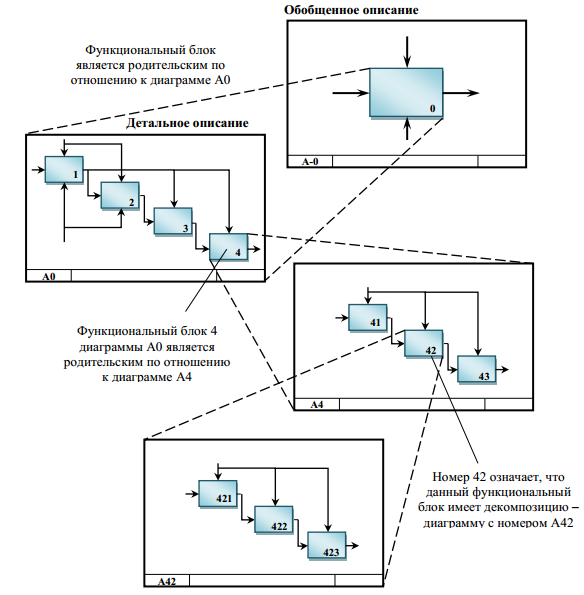 Обобщенное описание
Функциональный блок
является родительским по
отношению к диаграмме А0
0
А-0
Детальное описание
1
2
3
4
А0
Функциональный блок 4
диаграммы А0 является
родительским по отношению
к диаграмме А4
41
42
43
А4
Номер 42 означает, что
данный функциональный
блок имеет декомпозицию –
диаграмму с номером А42
421
422
423
А42